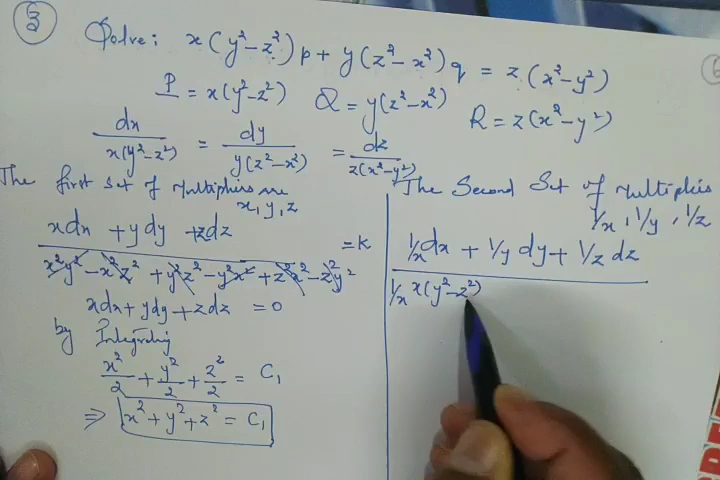 3
Solve: x(y²-z²)p + y(z²-x²)q = z(x²-y²)
P = x(y²-z²) Q = y(z²-x²) R = z(x²-y²)
dx/x(y²-z²) = dy/y(z²-x²) = dz/z(x²-y²)
The first set of multipliers are
x, y, z
xdx + ydy + zdz / x²y² - x²z² + y²z² - y²x² + z²x² - z²y² = k
xdx + ydy + zdz = 0
by Integrating
x²/2 + y²/2 + z²/2 = C₁
⇒ x² + y² + z² = C₁
The Second Set of multipliers
1/x, 1/y, 1/z
1/x dx + 1/y dy + 1/z dz
1/x x(y²-z²)